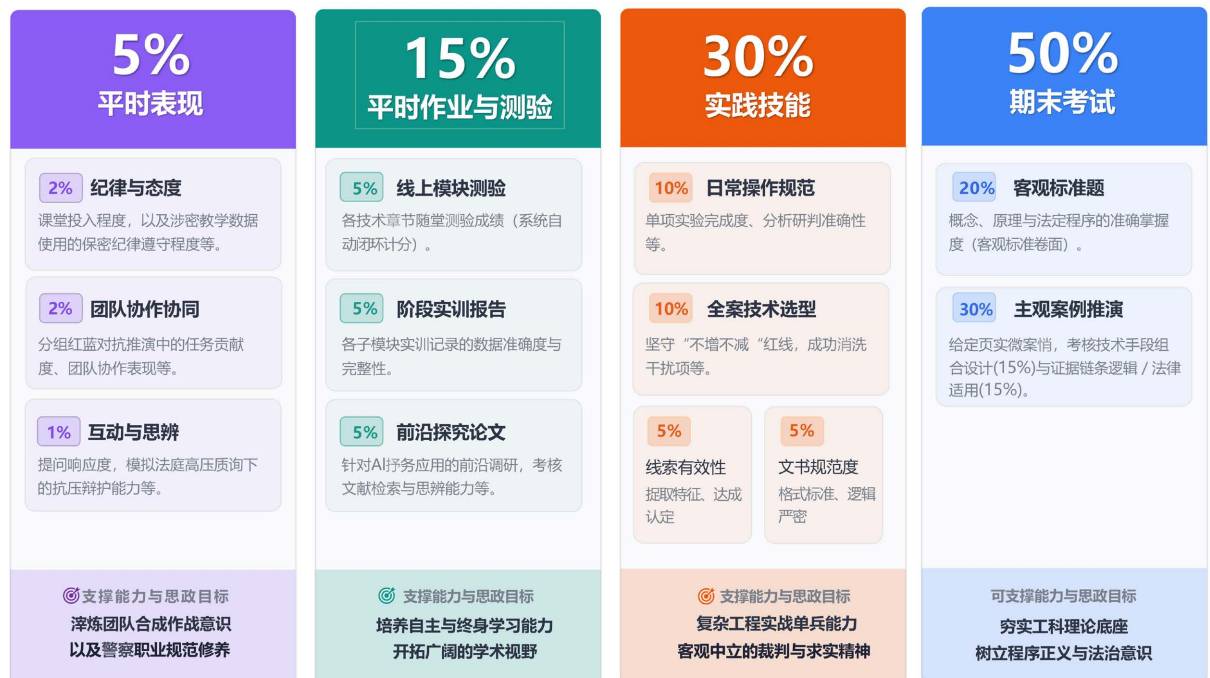 5%
平时表现
2% 纪律与态度
课堂投入程度，以及涉密教学数据
使用的保密纪律遵守程度等。
2% 团队协作协同
分组红蓝对抗推演中的任务贡献
度、团队协作表现等。
1% 互动与思辨
提问响应度，模拟法庭高压质询下
的抗压辩护能力等。
支撑能力与思政目标
滓炼团队合成作战意识
以及警察职业规范修养
15%
平时作业与测验
5% 线上模块测验
各技术章节随堂测验成绩（系统自
动闭环计分）。
5% 阶段实训报告
各子模块实训记录的数据准确度与
完整性。
5% 前沿探究论文
针对AI抒务应用的前沿调研，考核
文献检索与思辨能力等。
支撑能力与思政目标
培养自主与终身学习能力
开拓广阔的学术视野
30%
实践技能
10% 日常操作规范
单项实验完成度、分析研判准确性
等。
10% 全案技术选型
坚守“不增不减“红线，成功消洗
干扰项等。
5%
线索有效性
捉取特征、达成
认定
5%
文书规范度
格式标准、逻辑
严密
支撑能力与思政目标
复杂工程实战单兵能力
客观中立的裁判与求实精神
50%
期末考试
20% 客观标准题
概念、原理与法定程序的准确掌握
度（客观标准卷面）。
30% 主观案例推演
给定页实微案悄，考核技术手段组
合设计(15%)与证据链条逻辑 / 法律
适用(15%)。
可支撑能力与思政目标
穷实工科理论底座
树立程序正义与法治意识